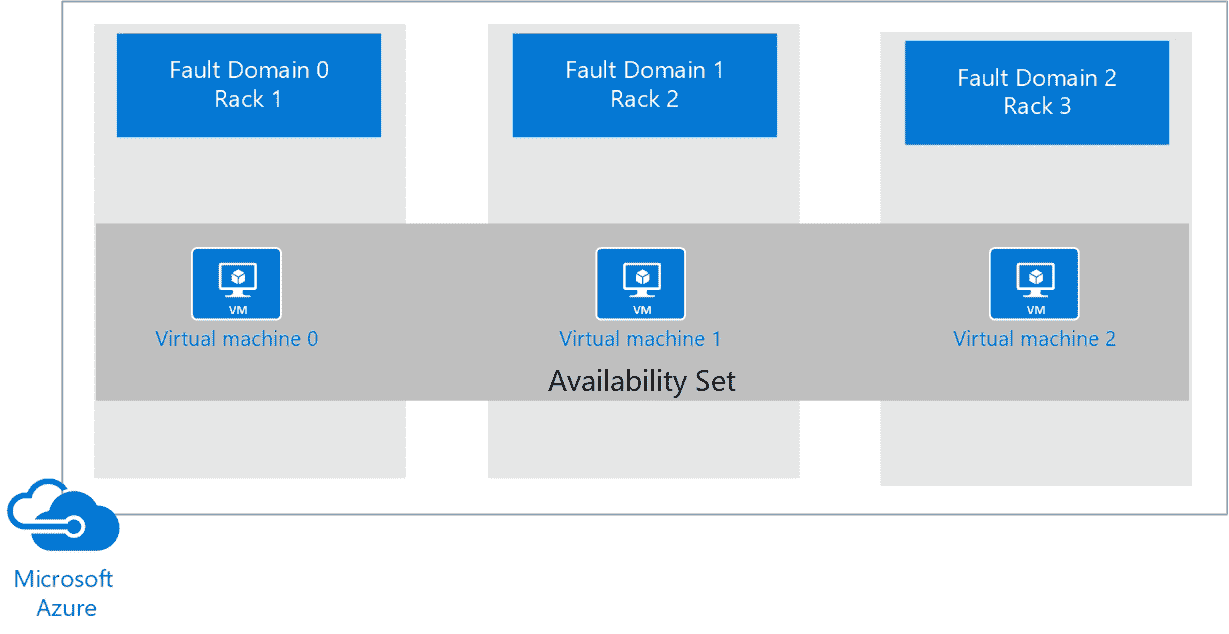 Fault Domain 0
Rack 1
Fault Domain 1
Rack 2
Fault Domain 2
Rack 3
VM
Virtual machine 0
VM
Virtual machine 1
VM
Virtual machine 2
Availability Set
Microsoft
Azure